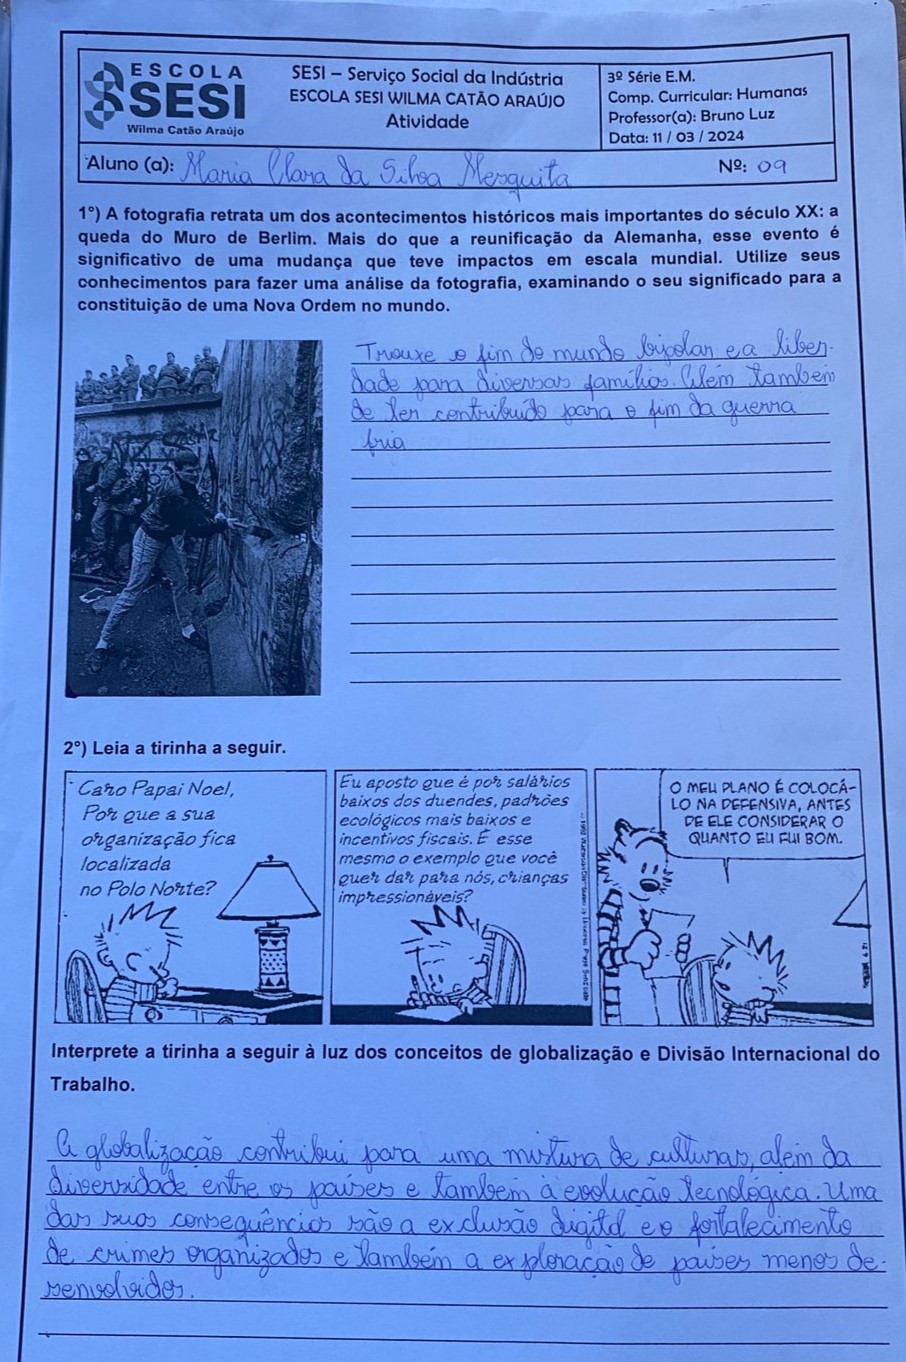 ESCOLA
SESI
Wilma Catão Araújo
SESI – Serviço Social da Indústria
ESCOLA SESI WILMA CATÃO ARAÚJO
Atividade
3º Série E.M.
Comp. Curricular: Humanas
Professor(a): Bruno Luz
Data: 11 / 03 / 2024
Aluno (a): Maria Clara da Silva Mesquita Nº: 09
1°) A fotografia retrata um dos acontecimentos históricos mais importantes do século XX: a
queda do Muro de Berlim. Mais do que a reunificação da Alemanha, esse evento é
significativo de uma mudança que teve impactos em escala mundial. Utilize seus
conhecimentos para fazer uma análise da fotografia, examinando o seu significado para a
constituição de uma Nova Ordem no mundo.
Trouxe o fim do mundo bipolar e a liber-
dade para diversas famílias. Além também
de ter contribuído para o fim da guerra
fria
2°) Leia a tirinha a seguir.
Caro Papai Noel,
Por que a sua
organização fica
localizada
no Polo Norte?
Eu aposto que é por salários
baixos dos duendes, padrões
ecológicos mais baixos e
incentivos fiscais. É esse
mesmo o exemplo que você
quer dar para nós, crianças
impressionáveis?
O MEU PLANO É COLOCÁ-
LO NA DEFENSIVA, ANTES
DE ELE CONSIDERAR O
QUANTO EU FUI BOM.
Interprete a tirinha a seguir à luz dos conceitos de globalização e Divisão Internacional do
Trabalho.
A globalização contribui para uma mistura de culturas, além da
diversidade entre os países e também à evolução tecnológica. Uma
das suas consequências são a exclusão digital e o fortalecimento
de crimes organizados e também a exploração de países menos de-
senvolvidos.